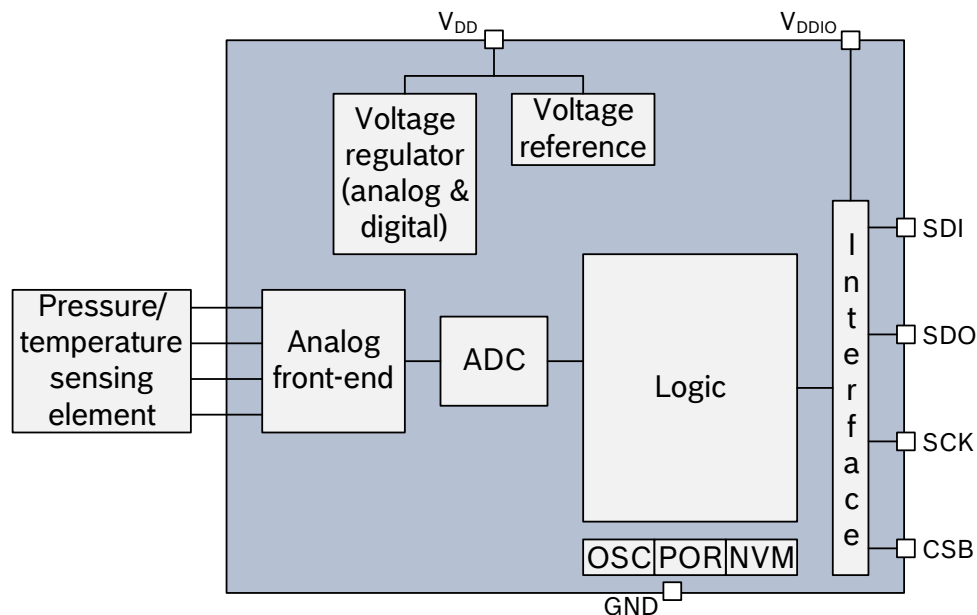 VDD
VDDIO
Voltage
regulator
(analog &
digital)
Voltage
reference
Pressure/
temperature
sensing
element
Analog
front-end
ADC
Logic
Interface
SDI
SDO
SCK
CSB
OSC POR NVM
GND